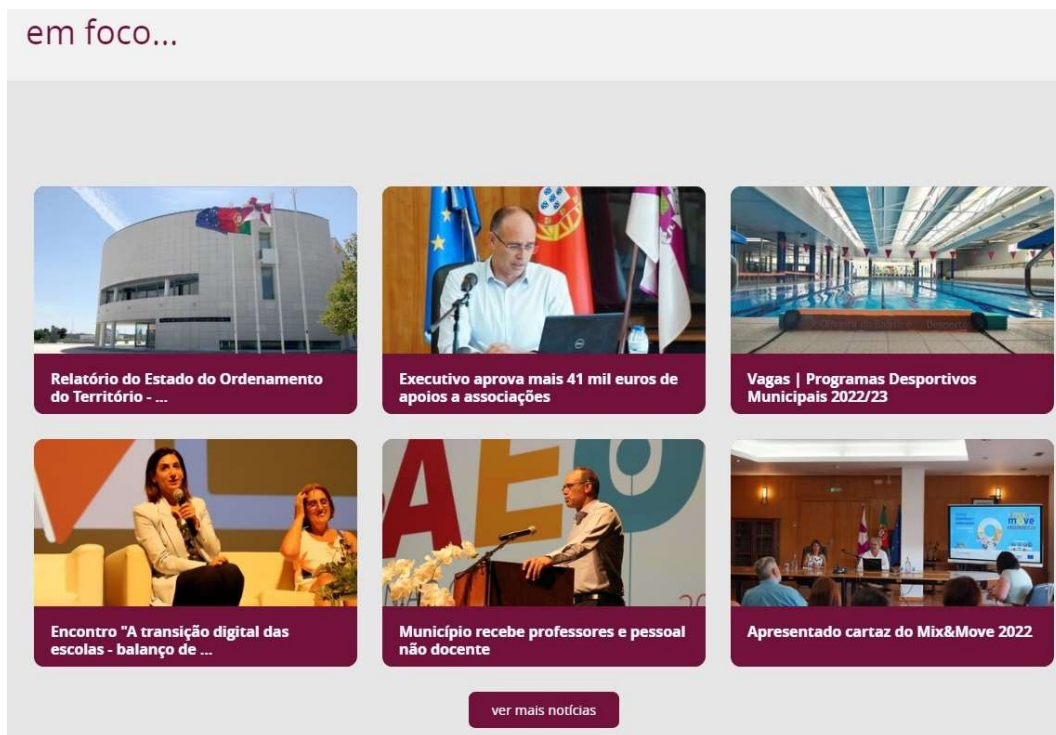 em foco...
Relatório do Estado do Ordenamento
do Território - ...
Executivo aprova mais 41 mil euros de
apoios a associações
Vagas | Programas Desportivos
Municipais 2022/23
Encontro "A transição digital das
escolas - balanço de ...
Município recebe professores e pessoal
não docente
Apresentado cartaz do Mix&Move 2022
ver mais notícias